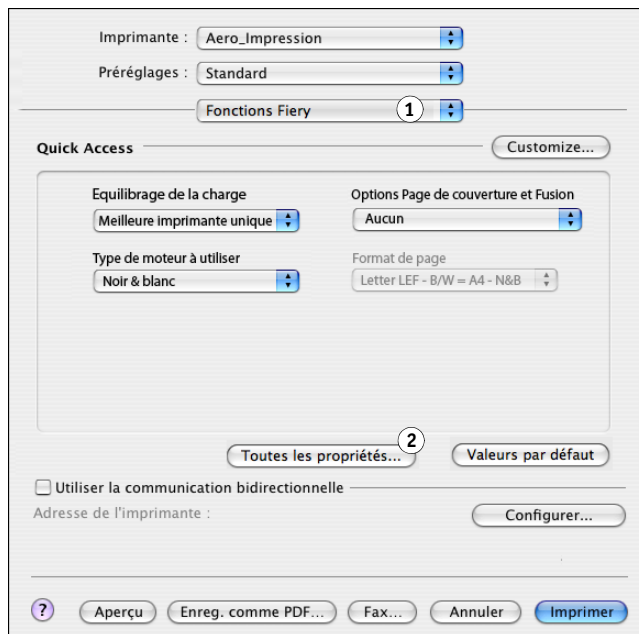 Imprimante : Aero_Impression
Préréglages : Standard
Fonctions Fiery 1
Quick Access Customize...
Equilibrage de la charge Options Page de couverture et Fusion
Meilleure imprimante unique Aucun
Type de moteur à utiliser Format de page
Noir & blanc Letter LEF - B/W = A4 - N&B
2
Toutes les propriétés... Valeurs par défaut
Utiliser la communication bidirectionnelle
Adresse de l'imprimante : Configurer...
? Aperçu Enreg. comme PDF... Fax... Annuler Imprimer